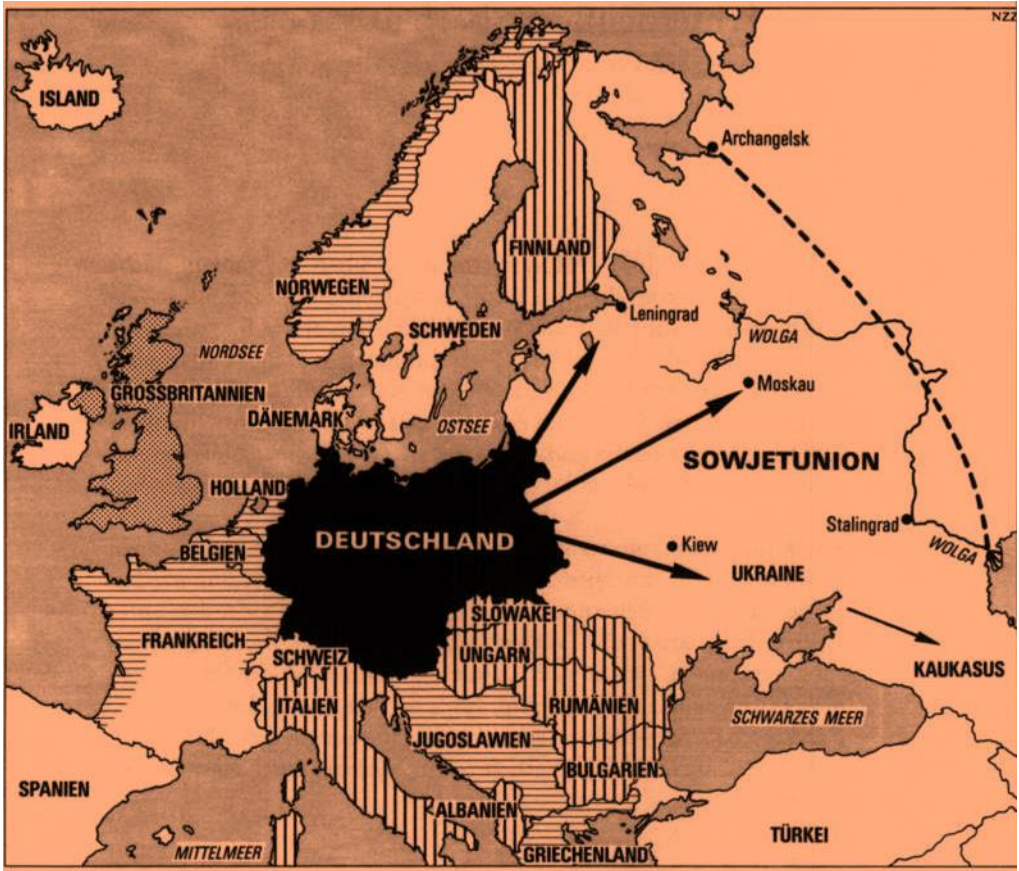 NZZ
ISLAND
Archangelsk
FINNLAND
NORWEGEN
Leningrad
SCHWEDEN
WOLGA
NORDSEE
Moskau
GROSSBRITANNIEN
DÄNEMARK
IRLAND
OSTSEE
SOWJETUNION
HOLLAND
Stalingrad
DEUTSCHLAND
Kiew
WOLGA
BELGIEN
UKRAINE
SLOWAKEI
FRANKREICH
UNGARN
SCHWEIZ
KAUKASUS
ITALIEN
RUMÄNIEN
SCHWARZES MEER
JUGOSLAWIEN
BULGARIEN
SPANIEN
ALBANIEN
TÜRKEI
MITTELMEER
GRIECHENLAND